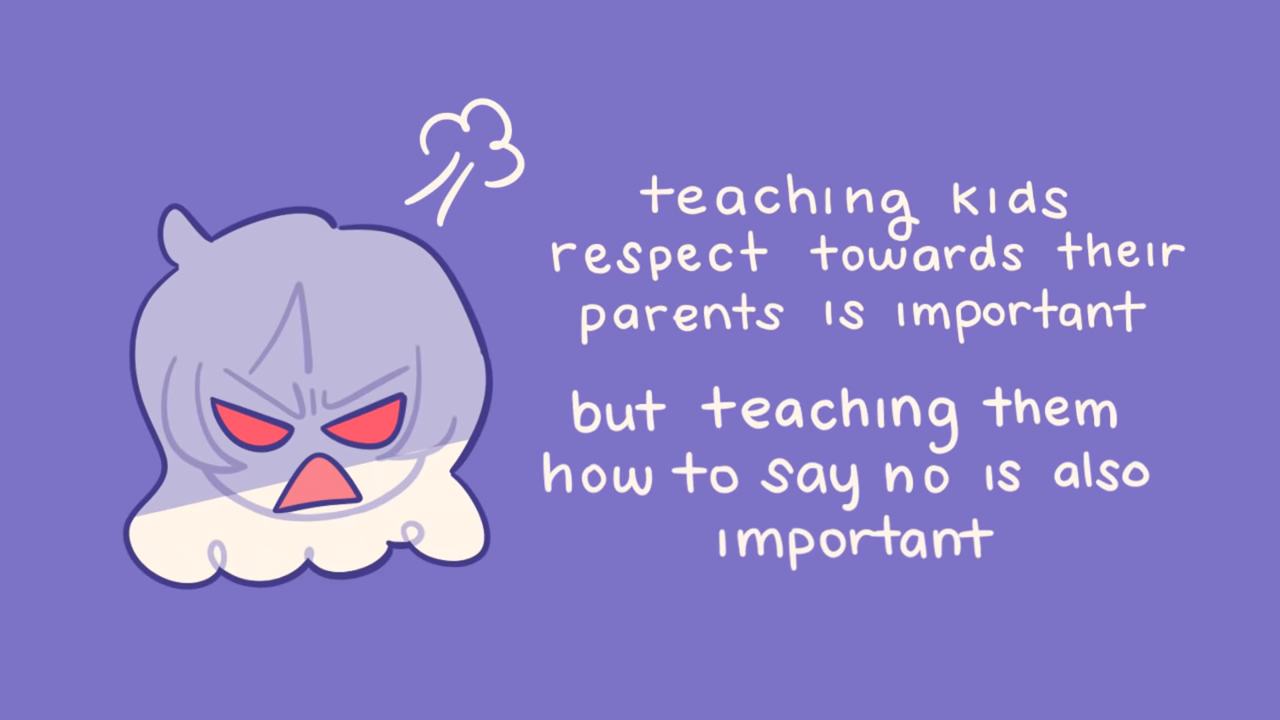 teaching kids
respect towards their
parents is important
but teaching them
how to say no is also
important